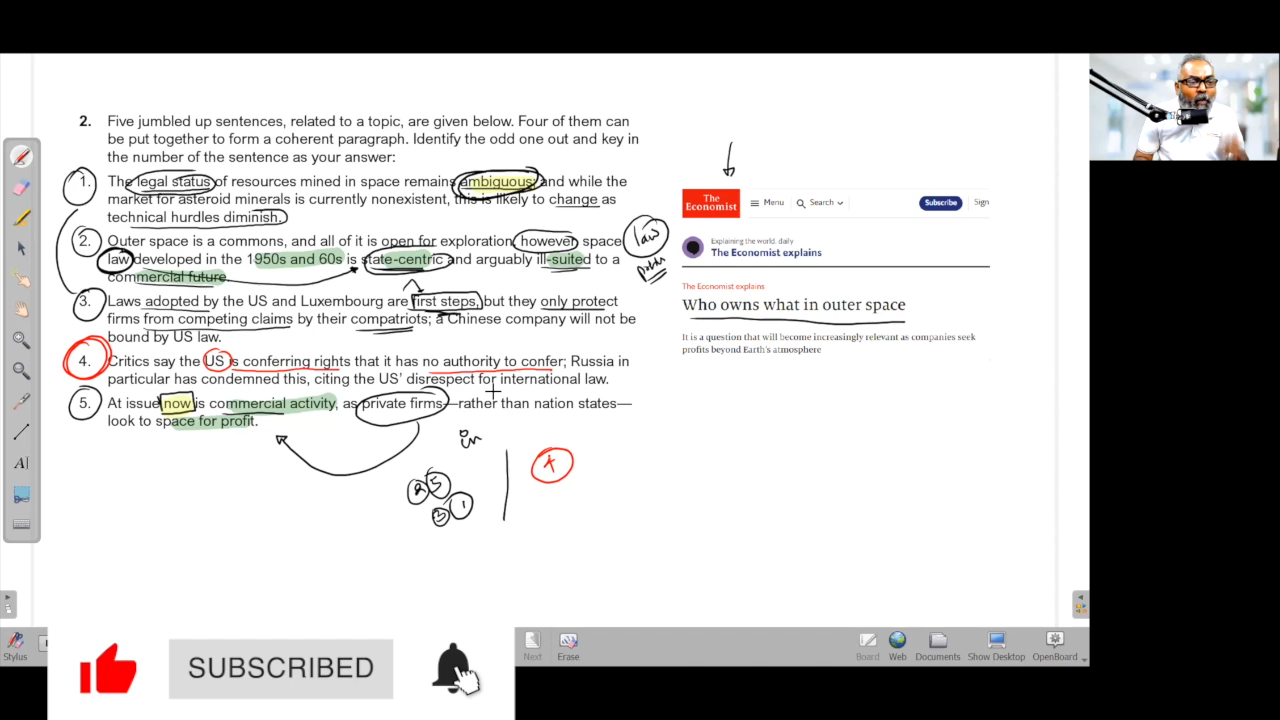 2. Five jumbled up sentences, related to a topic, are given below. Four of them can
be put together to form a coherent paragraph. Identify the odd one out and key in
the number of the sentence as your answer:
1. The legal status of resources mined in space remains ambiguous; and while the
market for asteroid minerals is currently nonexistent, this is likely to change as
technical hurdles diminish.
2. Outer space is a commons, and all of it is open for exploration, however, space
law developed in the 1950s and 60s is state-centric and arguably ill-suited to a
commercial future.
3. Laws adopted by the US and Luxembourg are first steps, but they only protect
firms from competing claims by their compatriots; a Chinese company will not be
bound by US law.
4. Critics say the US is conferring rights that it has no authority to confer; Russia in
particular has condemned this, citing the US' disrespect for international law.
5. At issue now is commercial activity, as private firms—rather than nation states—
look to space for profit.
law
in
2 5
3 1
4
The
Economist
Menu
Search
Subscribe
Sign
Explaining the world, daily
The Economist explains
The Economist explains
Who owns what in outer space
It is a question that will become increasingly relevant as companies seek
profits beyond Earth's atmosphere
Stylus
Next
Erase
Board
Web
Documents
Show Desktop
OpenBoard
SUBSCRIBED